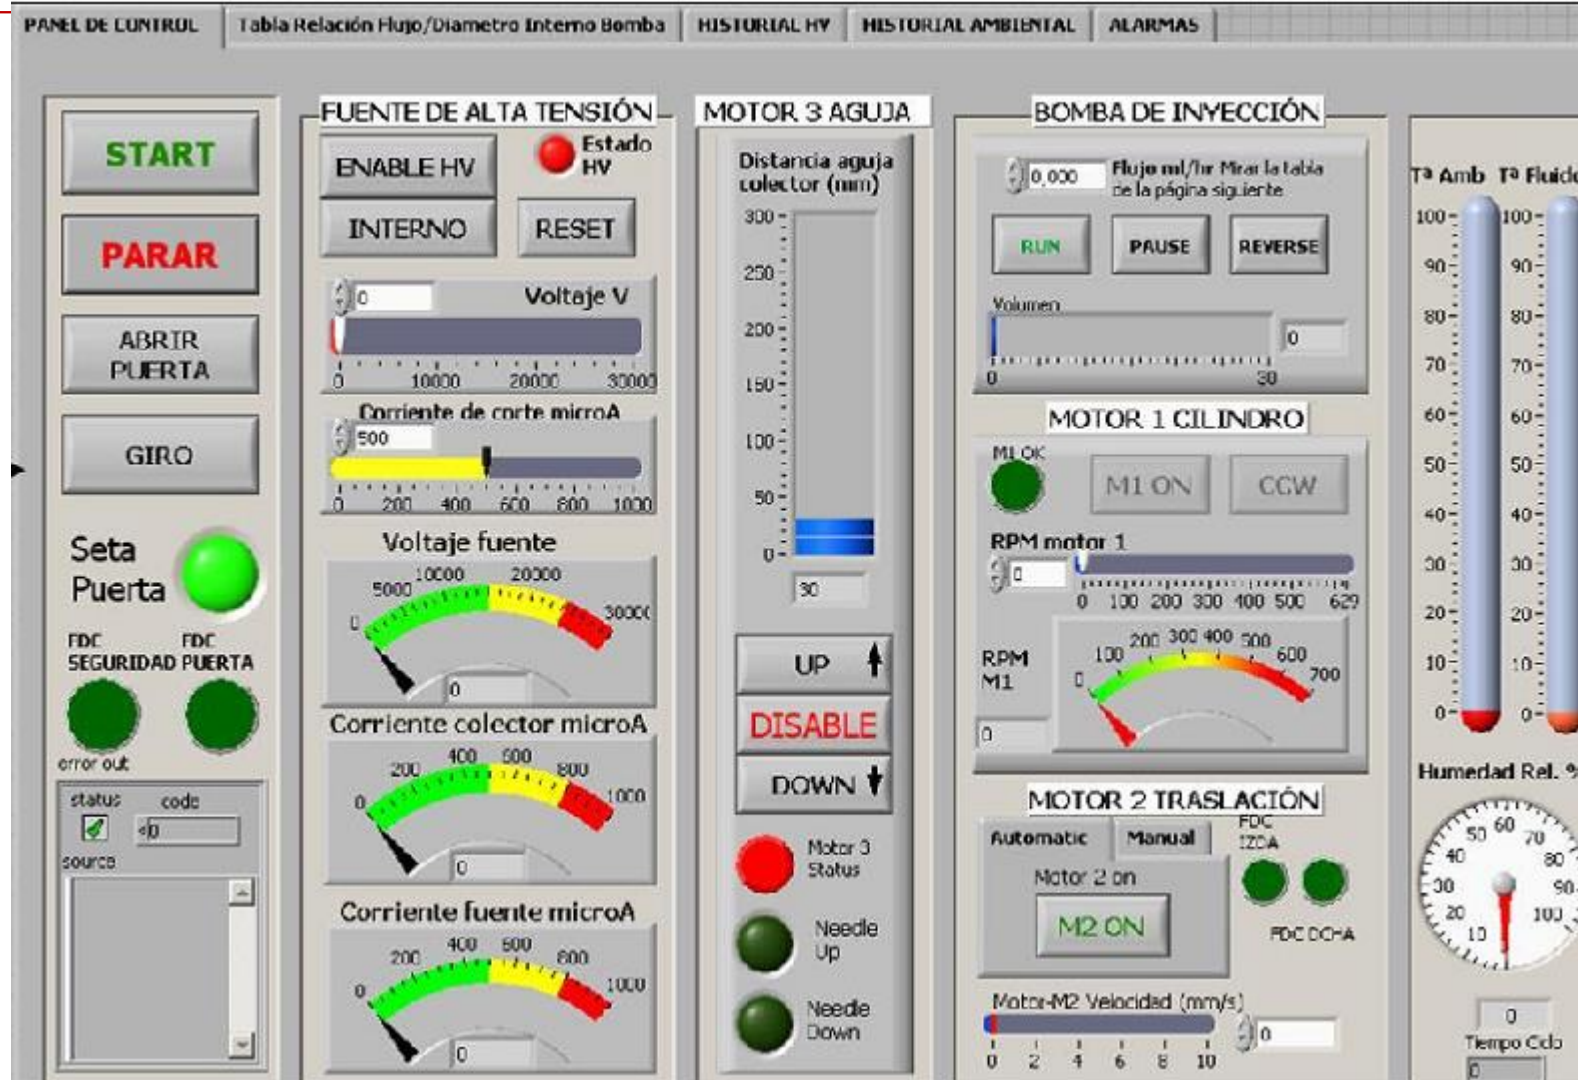 PANEL DE CONTROL
Tabla Relación Flujo/Diametro Interno Bomba
HISTORIAL HV
HISTORIAL AMBIENTAL
ALARMAS
START
PARAR
ABRIR
PUERTA
GIRO
Seta
Puerta
FDC
SEGURIDAD
FDC
PUERTA
error out
status
code
0
source
FUENTE DE ALTA TENSIÓN
ENABLE HV
Estado
HV
INTERNO
RESET
0
Voltaje V
0 10000 20000 30000
Corriente de corte microA
500
0 200 400 600 800 1000
Voltaje fuente
0 5000 10000 20000 30000
0
Corriente colector microA
0 200 400 600 800 1000
0
Corriente fuente microA
0 200 400 600 800 1000
0
MOTOR 3 AGUJA
Distancia aguja
colector (mm)
300
250
200
150
100
50
0
30
UP
DISABLE
DOWN
Motor 3
Status
Needle
Up
Needle
Down
BOMBA DE INYECCIÓN
0,000
Flujo ml/hr Mirar la tabla
de la página siguiente
RUN
PAUSE
REVERSE
Volumen
0
0 30
MOTOR 1 CILINDRO
M1 OK
M1 ON
CCW
RPM motor 1
0
0 100 200 300 400 500 629
RPM
M1
0
0 100 200 300 400 500 600 700
MOTOR 2 TRASLACIÓN
Automatic
Manual
Motor 2 on
M2 ON
FDC
IZDA
FDC DCHA
Motor-M2 Velocidad (mm/s)
0
0 2 4 6 8 10
Tª Amb
Tª Fluido
100 100
90 90
80 80
70 70
60 60
50 50
40 40
30 30
20 20
10 10
0 0
Humedad Rel. %
10 20 30 40 50 60 70 80 90 100
0
Tiempo Ciclo
0